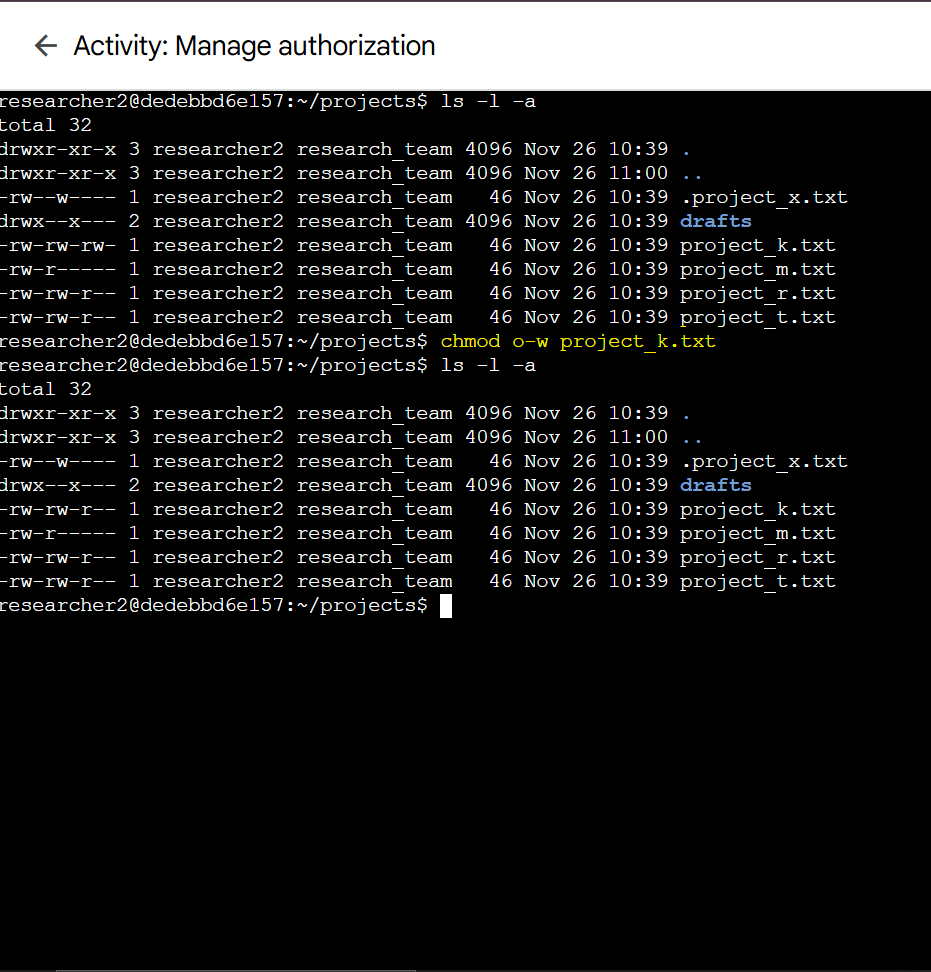 Activity: Manage authorization
researcher2@dedebbd6e157:~/projects$ ls -l -a
total 32
drwxr-xr-x 3 researcher2 research_team 4096 Nov 26 10:39 .
drwxr-xr-x 3 researcher2 research_team 4096 Nov 26 11:00 ..
-rw--w---- 1 researcher2 research_team   46 Nov 26 10:39 .project_x.txt
drwx--x--- 2 researcher2 research_team 4096 Nov 26 10:39 drafts
-rw-rw-rw- 1 researcher2 research_team   46 Nov 26 10:39 project_k.txt
-rw-r----- 1 researcher2 research_team   46 Nov 26 10:39 project_m.txt
-rw-rw-r-- 1 researcher2 research_team   46 Nov 26 10:39 project_r.txt
-rw-rw-r-- 1 researcher2 research_team   46 Nov 26 10:39 project_t.txt
researcher2@dedebbd6e157:~/projects$ chmod o-w project_k.txt
researcher2@dedebbd6e157:~/projects$ ls -l -a
total 32
drwxr-xr-x 3 researcher2 research_team 4096 Nov 26 10:39 .
drwxr-xr-x 3 researcher2 research_team 4096 Nov 26 11:00 ..
-rw--w---- 1 researcher2 research_team   46 Nov 26 10:39 .project_x.txt
drwx--x--- 2 researcher2 research_team 4096 Nov 26 10:39 drafts
-rw-rw-r-- 1 researcher2 research_team   46 Nov 26 10:39 project_k.txt
-rw-r----- 1 researcher2 research_team   46 Nov 26 10:39 project_m.txt
-rw-rw-r-- 1 researcher2 research_team   46 Nov 26 10:39 project_r.txt
-rw-rw-r-- 1 researcher2 research_team   46 Nov 26 10:39 project_t.txt
researcher2@dedebbd6e157:~/projects$